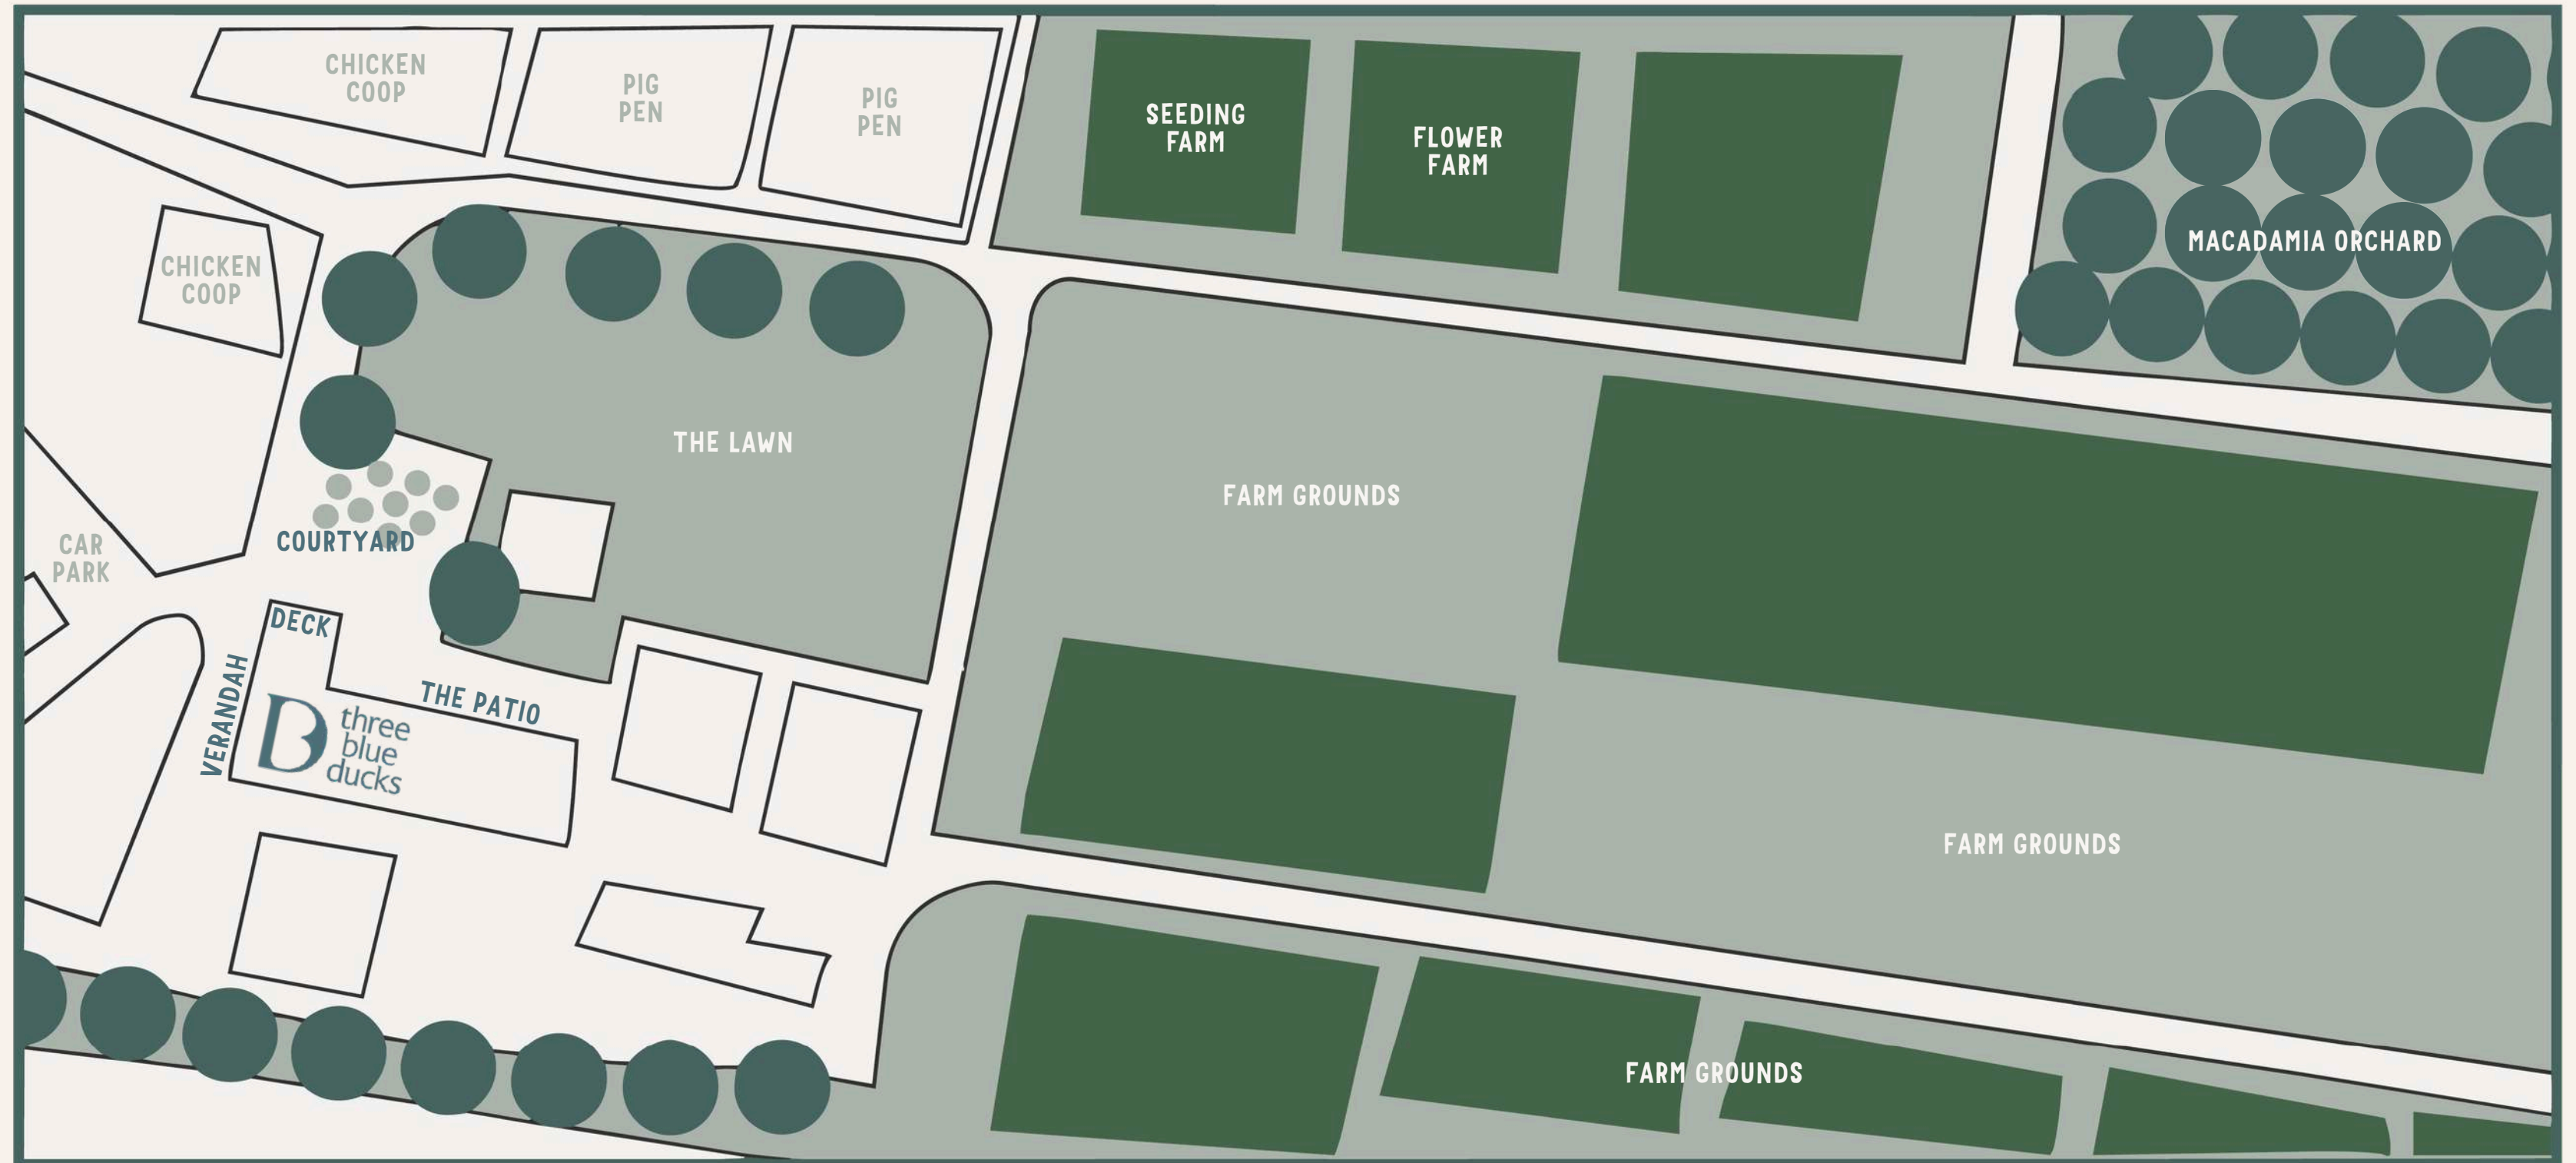 CHICKEN
COOP
PIG
PEN
PIG
PEN
SEEDING
FARM
FLOWER
FARM
MACADAMIA ORCHARD
CHICKEN
COOP
THE LAWN
FARM GROUNDS
CAR
PARK
COURTYARD
DECK
VERANDAH
THE PATIO
three
blue
ducks
FARM GROUNDS
FARM GROUNDS